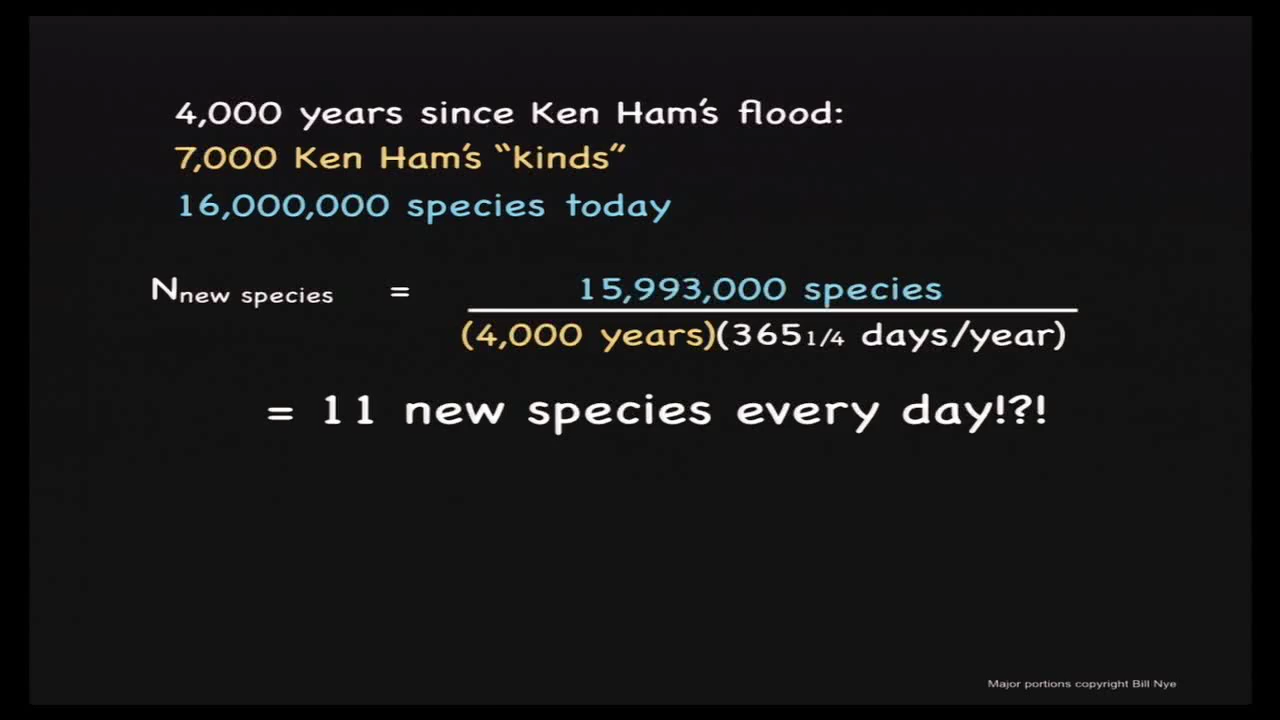 4,000 years since Ken Ham's flood:
7,000 Ken Ham's “kinds”
16,000,000 species today
Nnew species = 15,993,000 species
(4,000 years)(365 1/4 days/year)
= 11 new species every day!?!
Major portions copyright Bill Nye